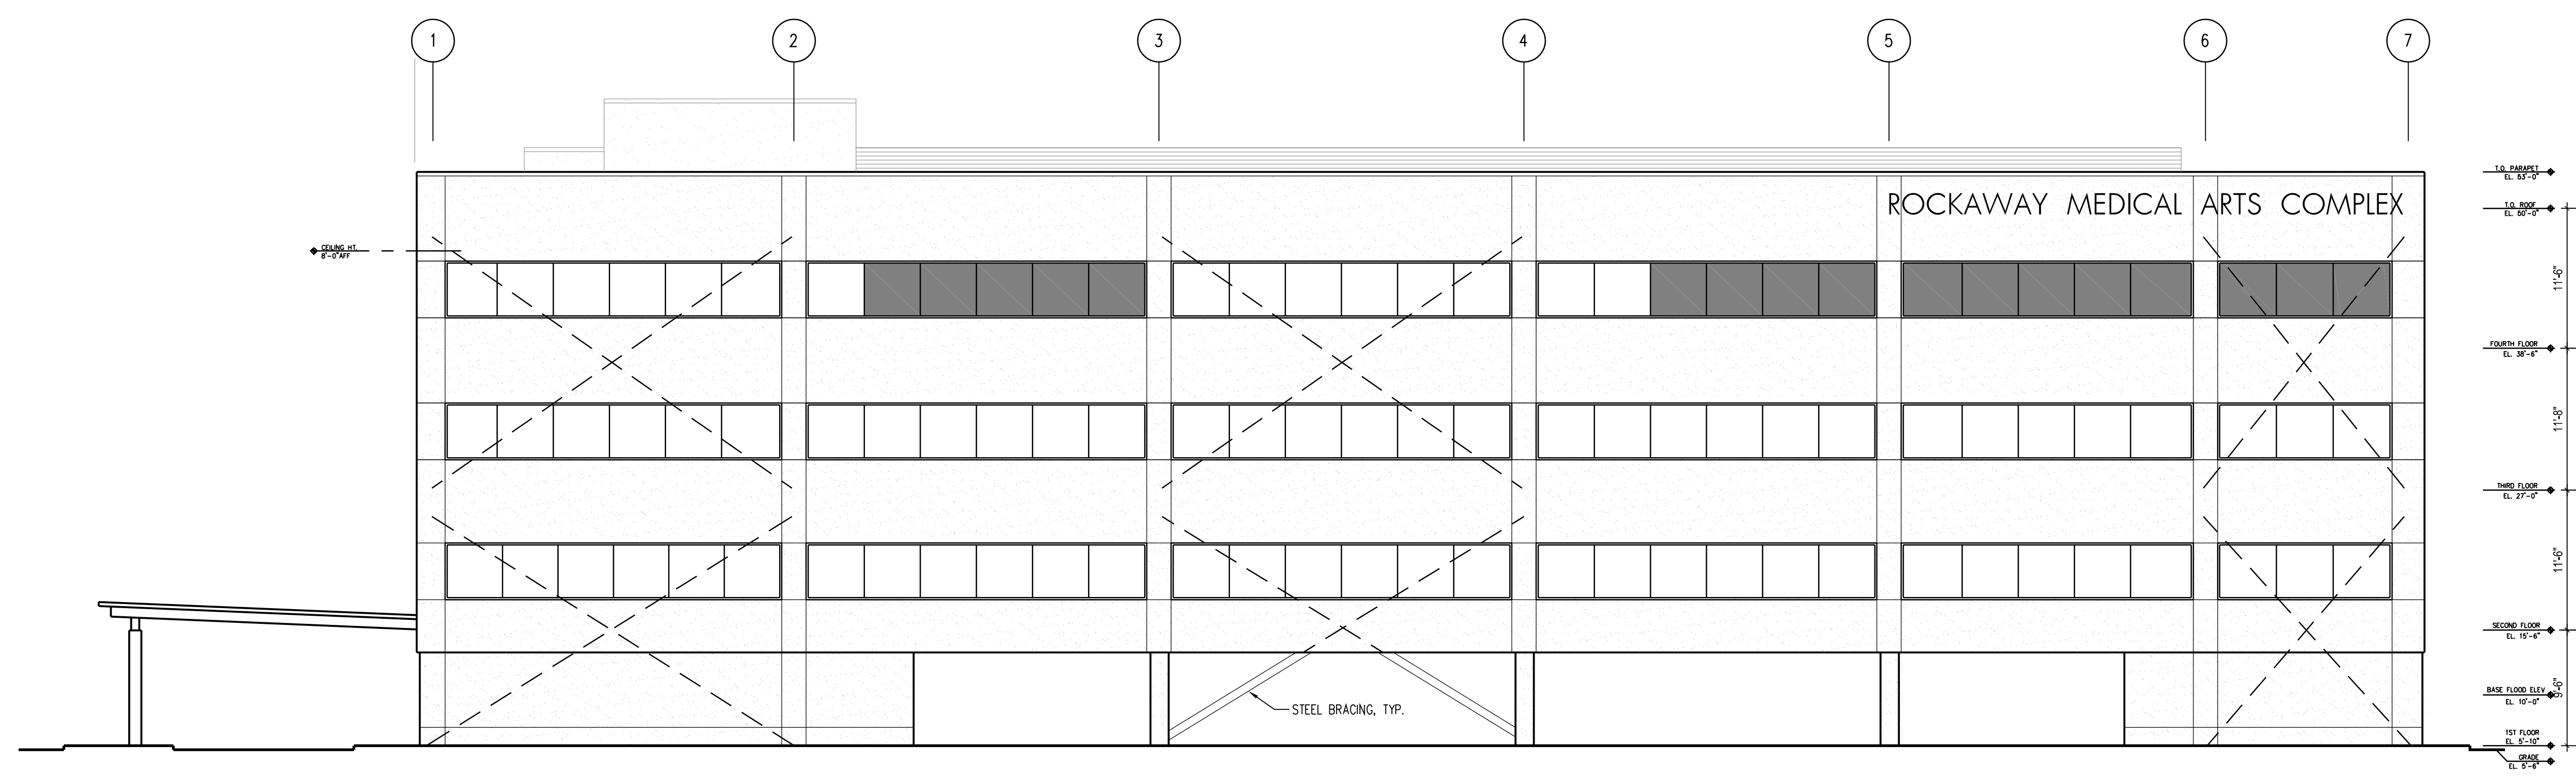 1 2 3 4 5 6 7
T.O. PARAPET
EL. 53'-0"
ROCKAWAY MEDICAL ARTS COMPLEX
T.O. ROOF
EL. 50'-0"
CEILING HT.
8'-0"AFF
11'-6"
FOURTH FLOOR
EL. 38'-6"
11'-8"
THIRD FLOOR
EL. 27'-0"
11'-6"
SECOND FLOOR
EL. 15'-6"
BASE FLOOD ELEV
EL. 10'-0"
9'-6"
STEEL BRACING, TYP.
1ST FLOOR
EL. 5'-10"
GRADE
EL. 5'-6"